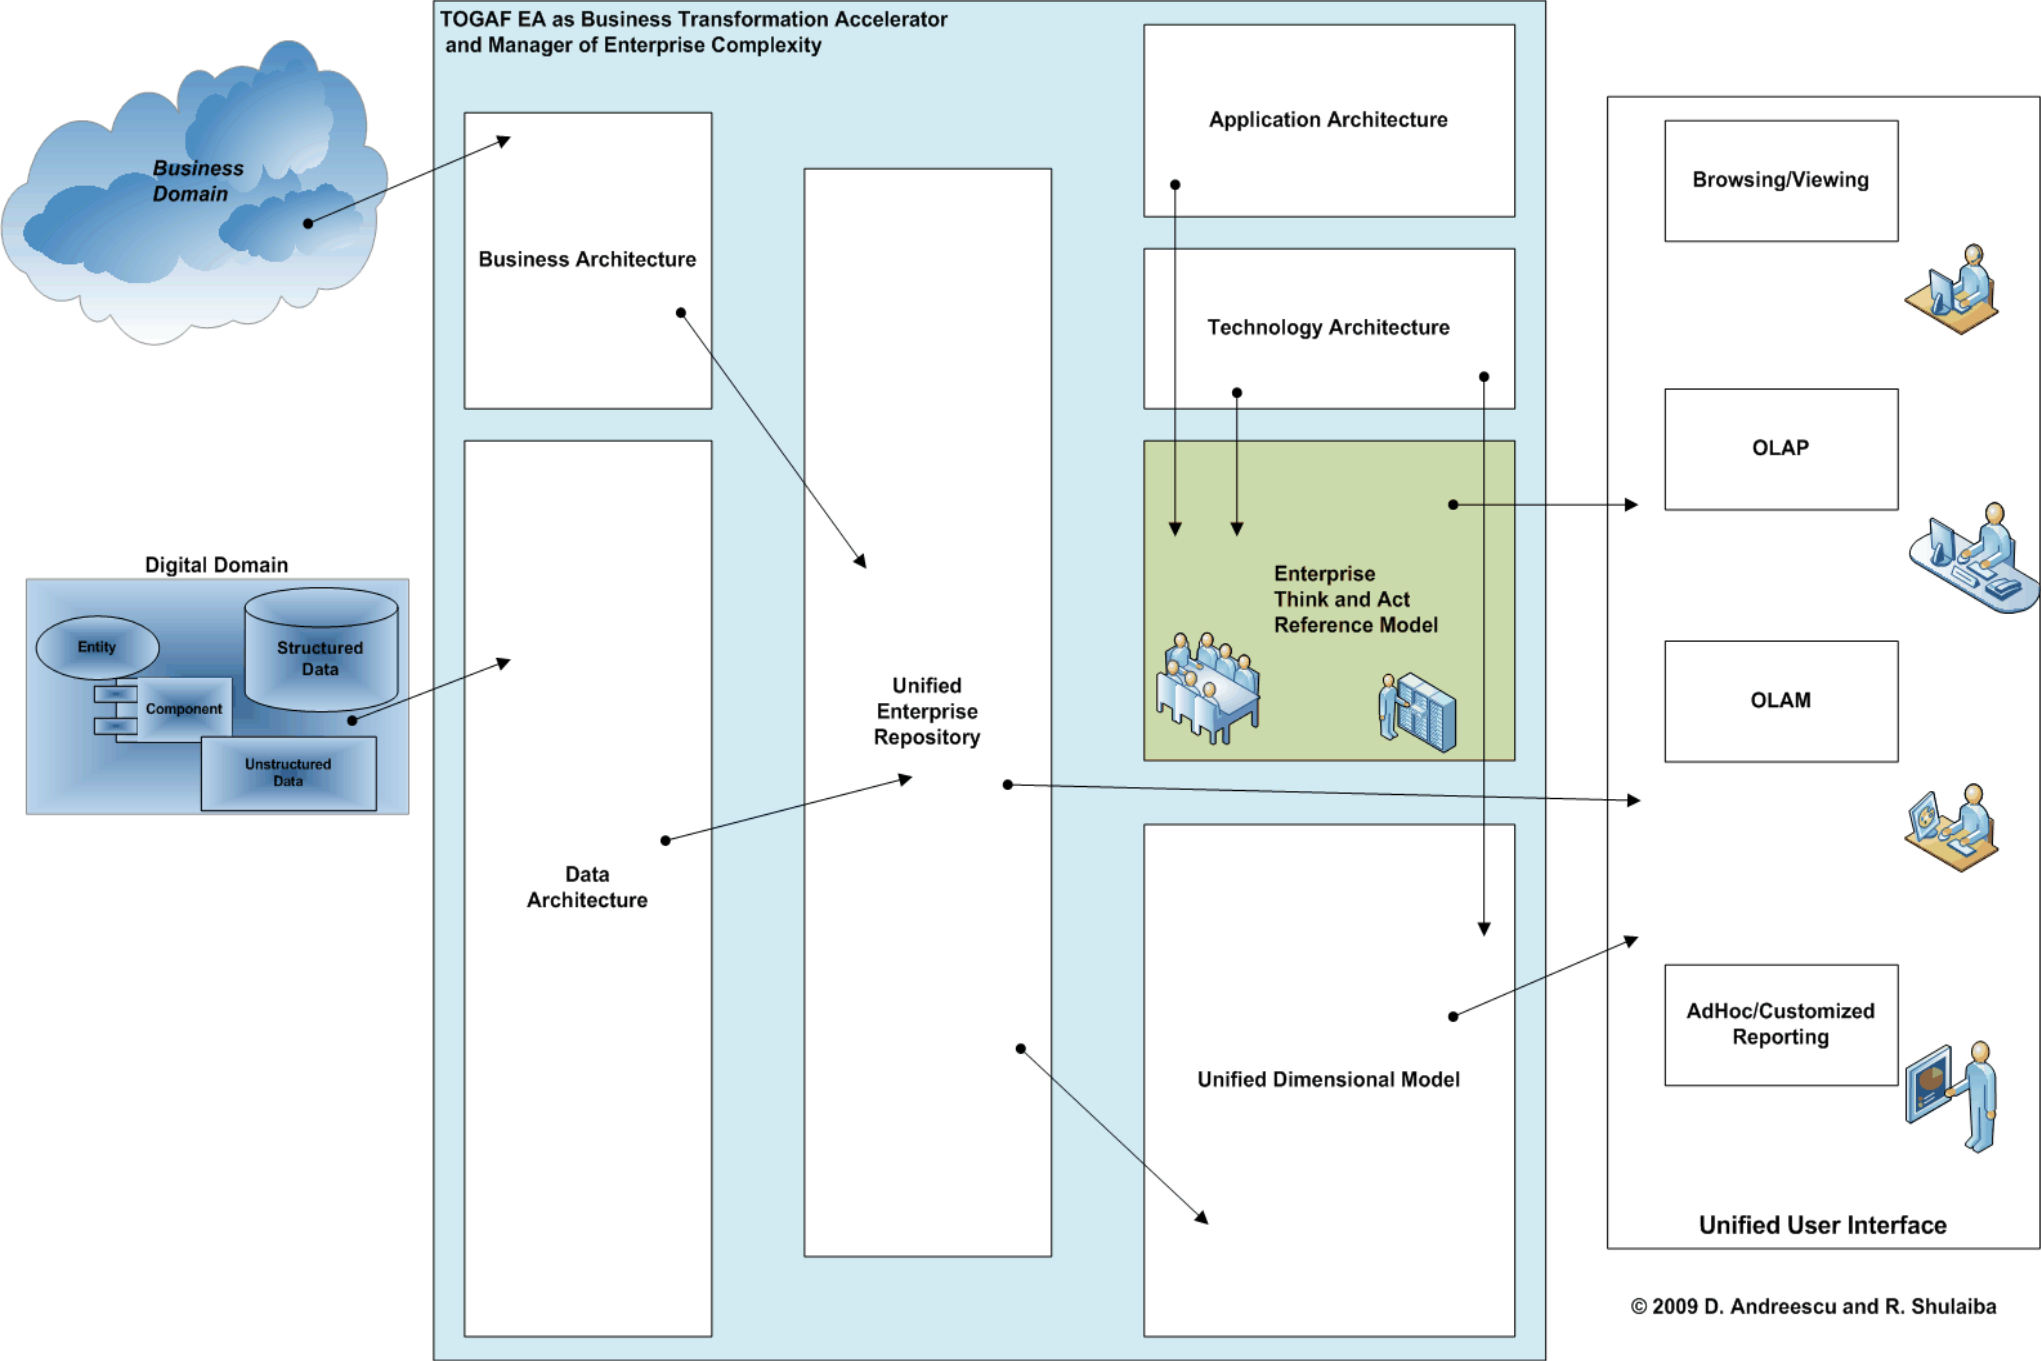 TOGAF EA as Business Transformation Accelerator
and Manager of Enterprise Complexity
Business
Domain
Digital Domain
Entity
Structured
Data
Component
Unstructured
Data
Business Architecture
Data
Architecture
Unified
Enterprise
Repository
Application Architecture
Technology Architecture
Enterprise
Think and Act
Reference Model
Unified Dimensional Model
Browsing/Viewing
OLAP
OLAM
AdHoc/Customized
Reporting
Unified User Interface
© 2009 D. Andreescu and R. Shulaiba